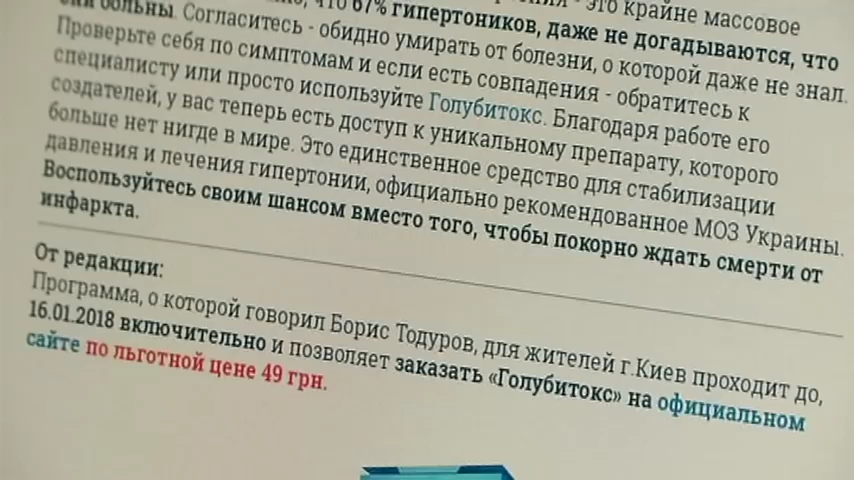 это крайне массовое
что 67% гипертоников, даже не догадываются, что
больны. Согласитесь - обидно умирать от болезни, о которой даже не знал.
Проверьте себя по симптомам и если есть совпадения - обратитесь к
специалисту или просто используйте Голубитокс. Благодаря работе его
создателей, у вас теперь есть доступ к уникальному препарату, которого
больше нет нигде в мире. Это единственное средство для стабилизации
давления и лечения гипертонии, официально рекомендованное МОЗ Украины.
Воспользуйтесь своим шансом вместо того, чтобы покорно ждать смерти от
инфаркта.
От редакции:
Программа, о которой говорил Борис Тодуров, для жителей г.Киев проходит до,
16.01.2018 включительно и позволяет заказать «Голубитокс» на официальном
сайте по льготной цене 49 грн.